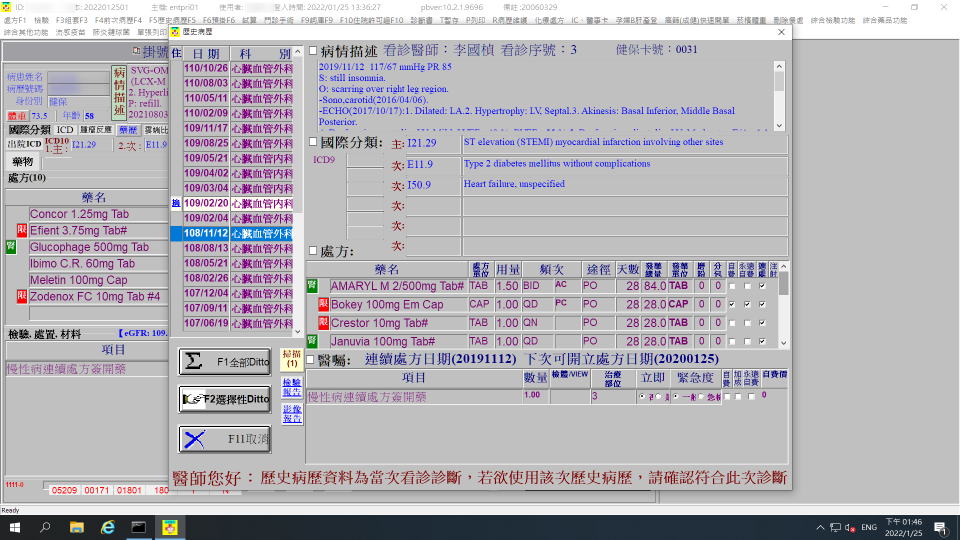 本: 2022012501 主機: entpri01 使用者: 登入時間: 2022/01/25 13:36:27 pbver:10.2.1.9696 備註: 20060329
處方F1 檢驗 F3組套F3 F4前次病歷F4 F5歷史病歷F5 F6預掛F6 試算 門診手術 F9詞庫F9 F10住院許可証F10 診斷書 T暫存 P列印 R病歷維護 化療處方 IC、醫事卡 孕婦B肝產登 高篩(成健)快速開單 菸檳體重 刪除優處 綜合檢驗功能 綜合藥品功能
綜合其他功能 流感疫苗 篩炎鏈球菌 單張列印
掛號
病患姓名
病歷號碼
身份別 健保
體重 73.5 年齡 58
病情描述
SVG-OM
(LCX-M
2. Hyperli
P: refill.
20210803
國際分類 ICD 腫瘤反應 藥歷
出院ICD ICD10 1.主: I21.29 2.次: E11.9
藥物
處方(10)
藥名
Concor 1.25mg Tab
限 Efient 3.75mg Tab#
腎 Glucophage 500mg Tab
Ibimo C.R. 60mg Tab
Meletin 100mg Cap
限 Zodenox FC 10mg Tab #4
檢驗, 處置, 材料 【eGFR: 109.
項目
慢性病連續處方簽開藥
1111-0
05209 00171 01801 180 N
Ready
歷史病歷
住 日期 科別
110/10/26 心臟血管外科
110/08/03 心臟血管外科
110/05/11 心臟血管外科
110/02/09 心臟血管外科
109/11/17 心臟血管外科
109/08/25 心臟血管外科
109/05/21 心臟血管內科
109/04/02 心臟血管內科
109/03/04 心臟血管內科
109/02/20 心臟血管內科
109/02/04 心臟血管外科
108/11/12 心臟血管外科
108/08/13 心臟血管外科
108/05/21 心臟血管外科
108/02/26 心臟血管外科
107/12/04 心臟血管外科
107/09/11 心臟血管外科
107/06/19 心臟血管外科
F1全部Ditto
F2選擇性Ditto
F11取消
掃描
(1)
檢驗報告
影像報告
病情描述 看診醫師: 李國楨 看診序號: 3 健保卡號: 0031
2019/11/12 117/67 mmHg PR 85
S: still insomnia.
O: scarring over right leg region.
-Sono,carotid(2016/04/06).
-ECHO(2017/10/17):1. Dilated: LA.2. Hypertrophy: LV, Septal.3. Akinesis: Basal Inferior, Middle Basal
Posterior.
國際分類: 主: I21.29 ST elevation (STEMI) myocardial infarction involving other sites
ICD9 次: E11.9 Type 2 diabetes mellitus without complications
次: I50.9 Heart failure, unspecified
次:
次:
次:
處方:
藥名 處方單位 用量 頻次 途徑 天數 發藥總量 發藥單位 磨粉 分包 自費 永遠自費 連處 註記
腎 AMARYL M 2/500mg Tab# TAB 1.50 BID AC PO 28 84.0 TAB 0 0
限 Bokey 100mg Em Cap CAP 1.00 QD PC PO 28 28.0 CAP 0 0
限 Crestor 10mg Tab# TAB 1.00 QN PO 28 28.0 TAB 0 0
腎 Januvia 100mg Tab# TAB 1.00 QD PO 28 28.0 TAB 0 0
醫囑: 連續處方日期(20191112) 下次可開立處方日期(20200125)
項目 數量 檢體/VIEW 治療部位 立即 緊急度 自費 加成 永遠自費 自費價
慢性病連續處方簽開藥 1.00 3 0
醫師您好: 歷史病歷資料為當次看診診斷,若欲使用該次歷史病歷,請確認符合此次診斷
ENG
下午 01:46
2022/1/25
1